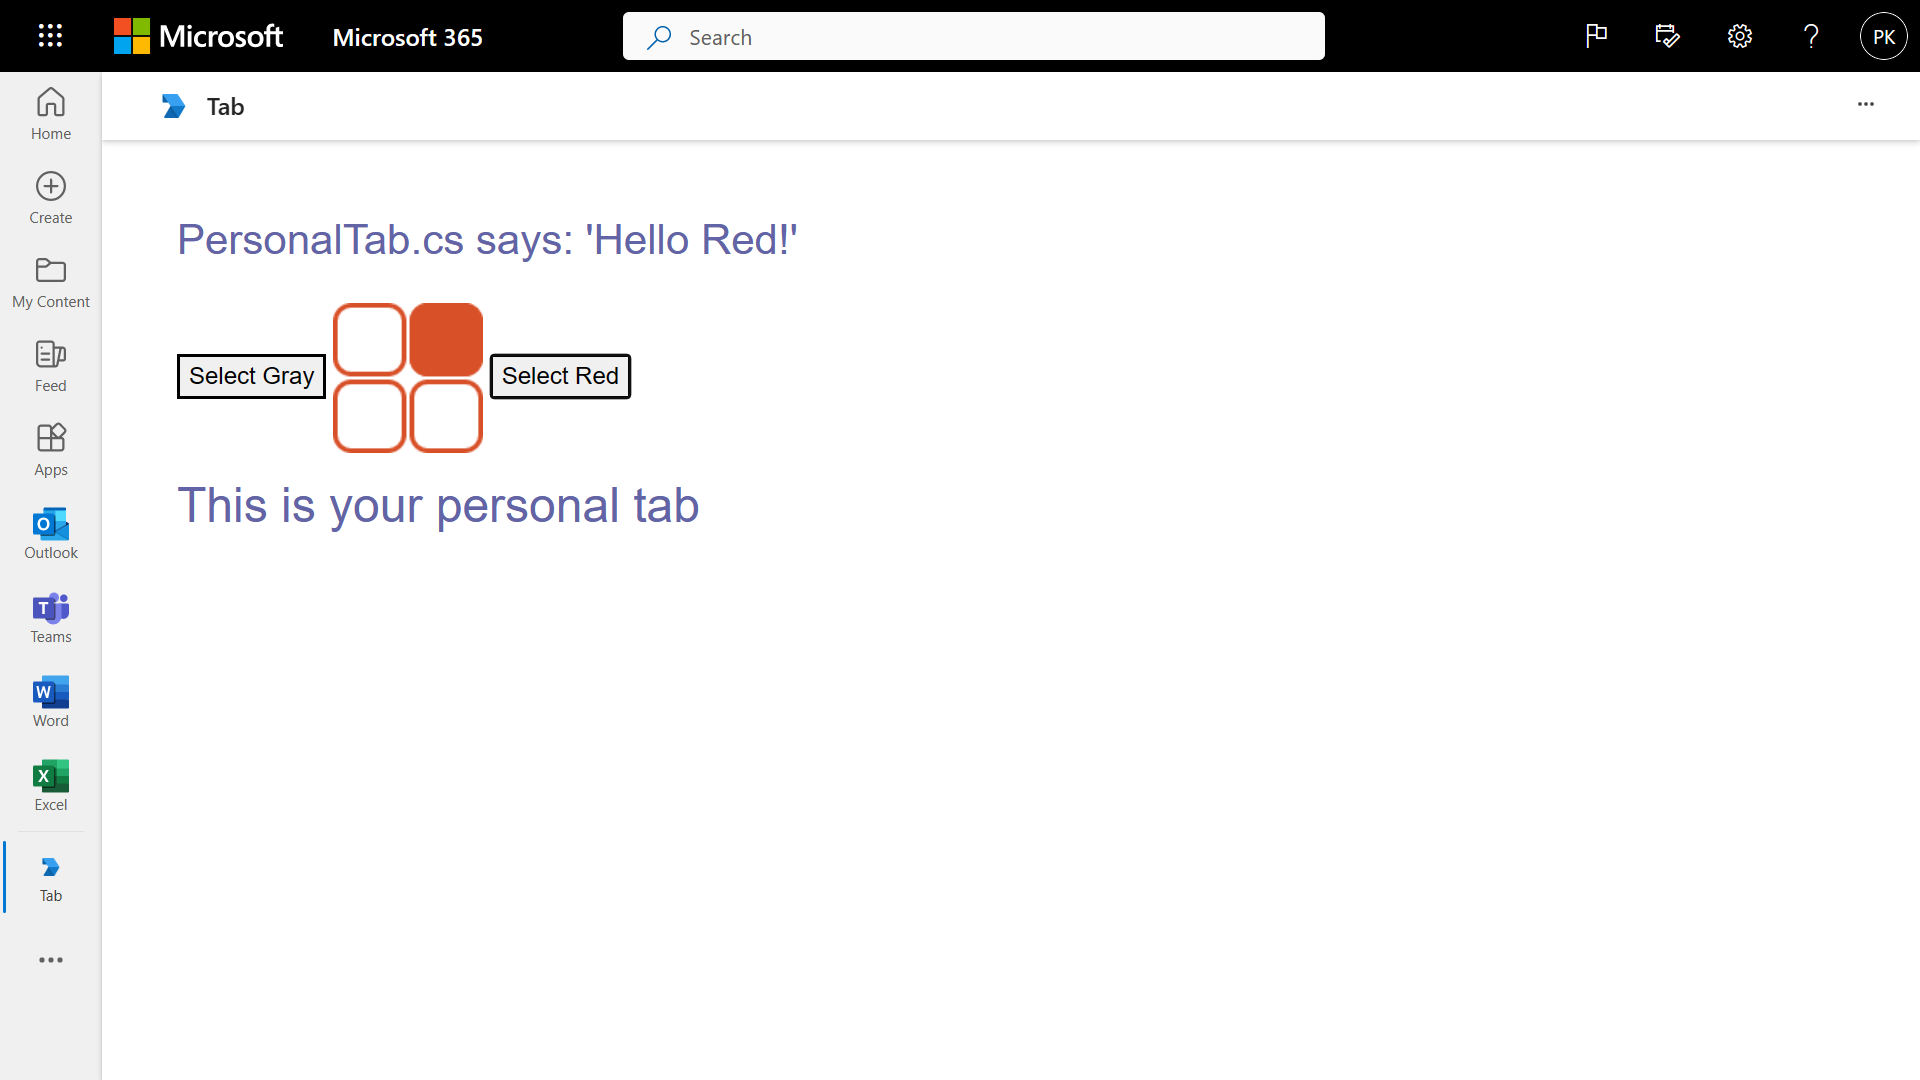 Microsoft
Microsoft 365
Search
PK
Home
Create
My Content
Feed
Apps
Outlook
Teams
Word
Excel
Tab
Tab
PersonalTab.cs says: 'Hello Red!'
Select Gray
Select Red
This is your personal tab